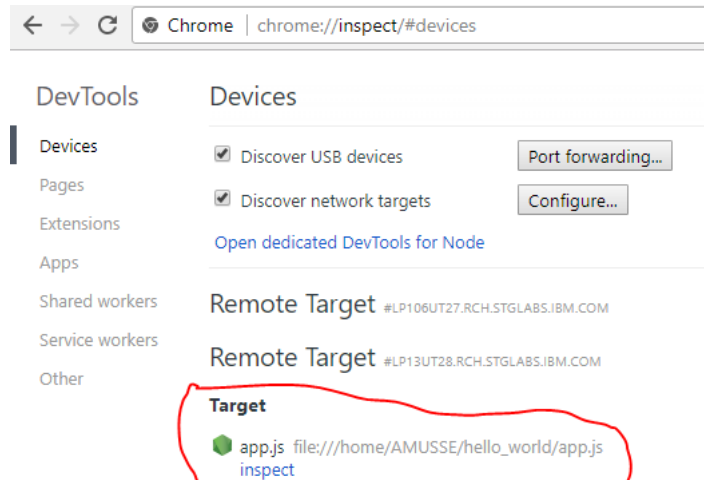 Chrome chrome://inspect/#devices
DevTools
Devices
Pages
Extensions
Apps
Shared workers
Service workers
Other
Devices
Discover USB devices Port forwarding...
Discover network targets Configure...
Open dedicated DevTools for Node
Remote Target #LP106UT27.RCH.STGLABS.IBM.COM
Remote Target #LP13UT28.RCH.STGLABS.IBM.COM
Target
app.js file:///home/AMUSSE/hello_world/app.js
inspect